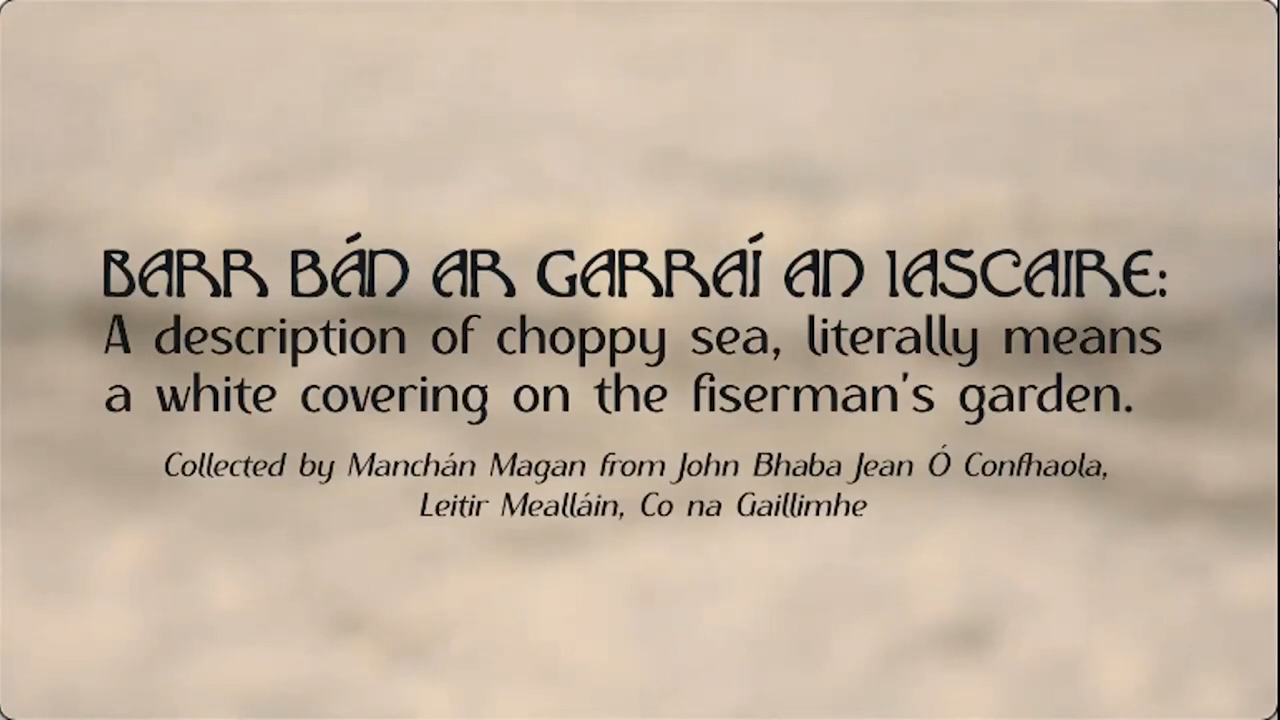 BARR BÁN AR GARRAÍ AN IASCAIRE:
A description of choppy sea, literally means
a white covering on the fiserman's garden.
Collected by Manchán Magan from John Bhaba Jean Ó Confhaola,
Leitir Mealláin, Co na Gaillimhe